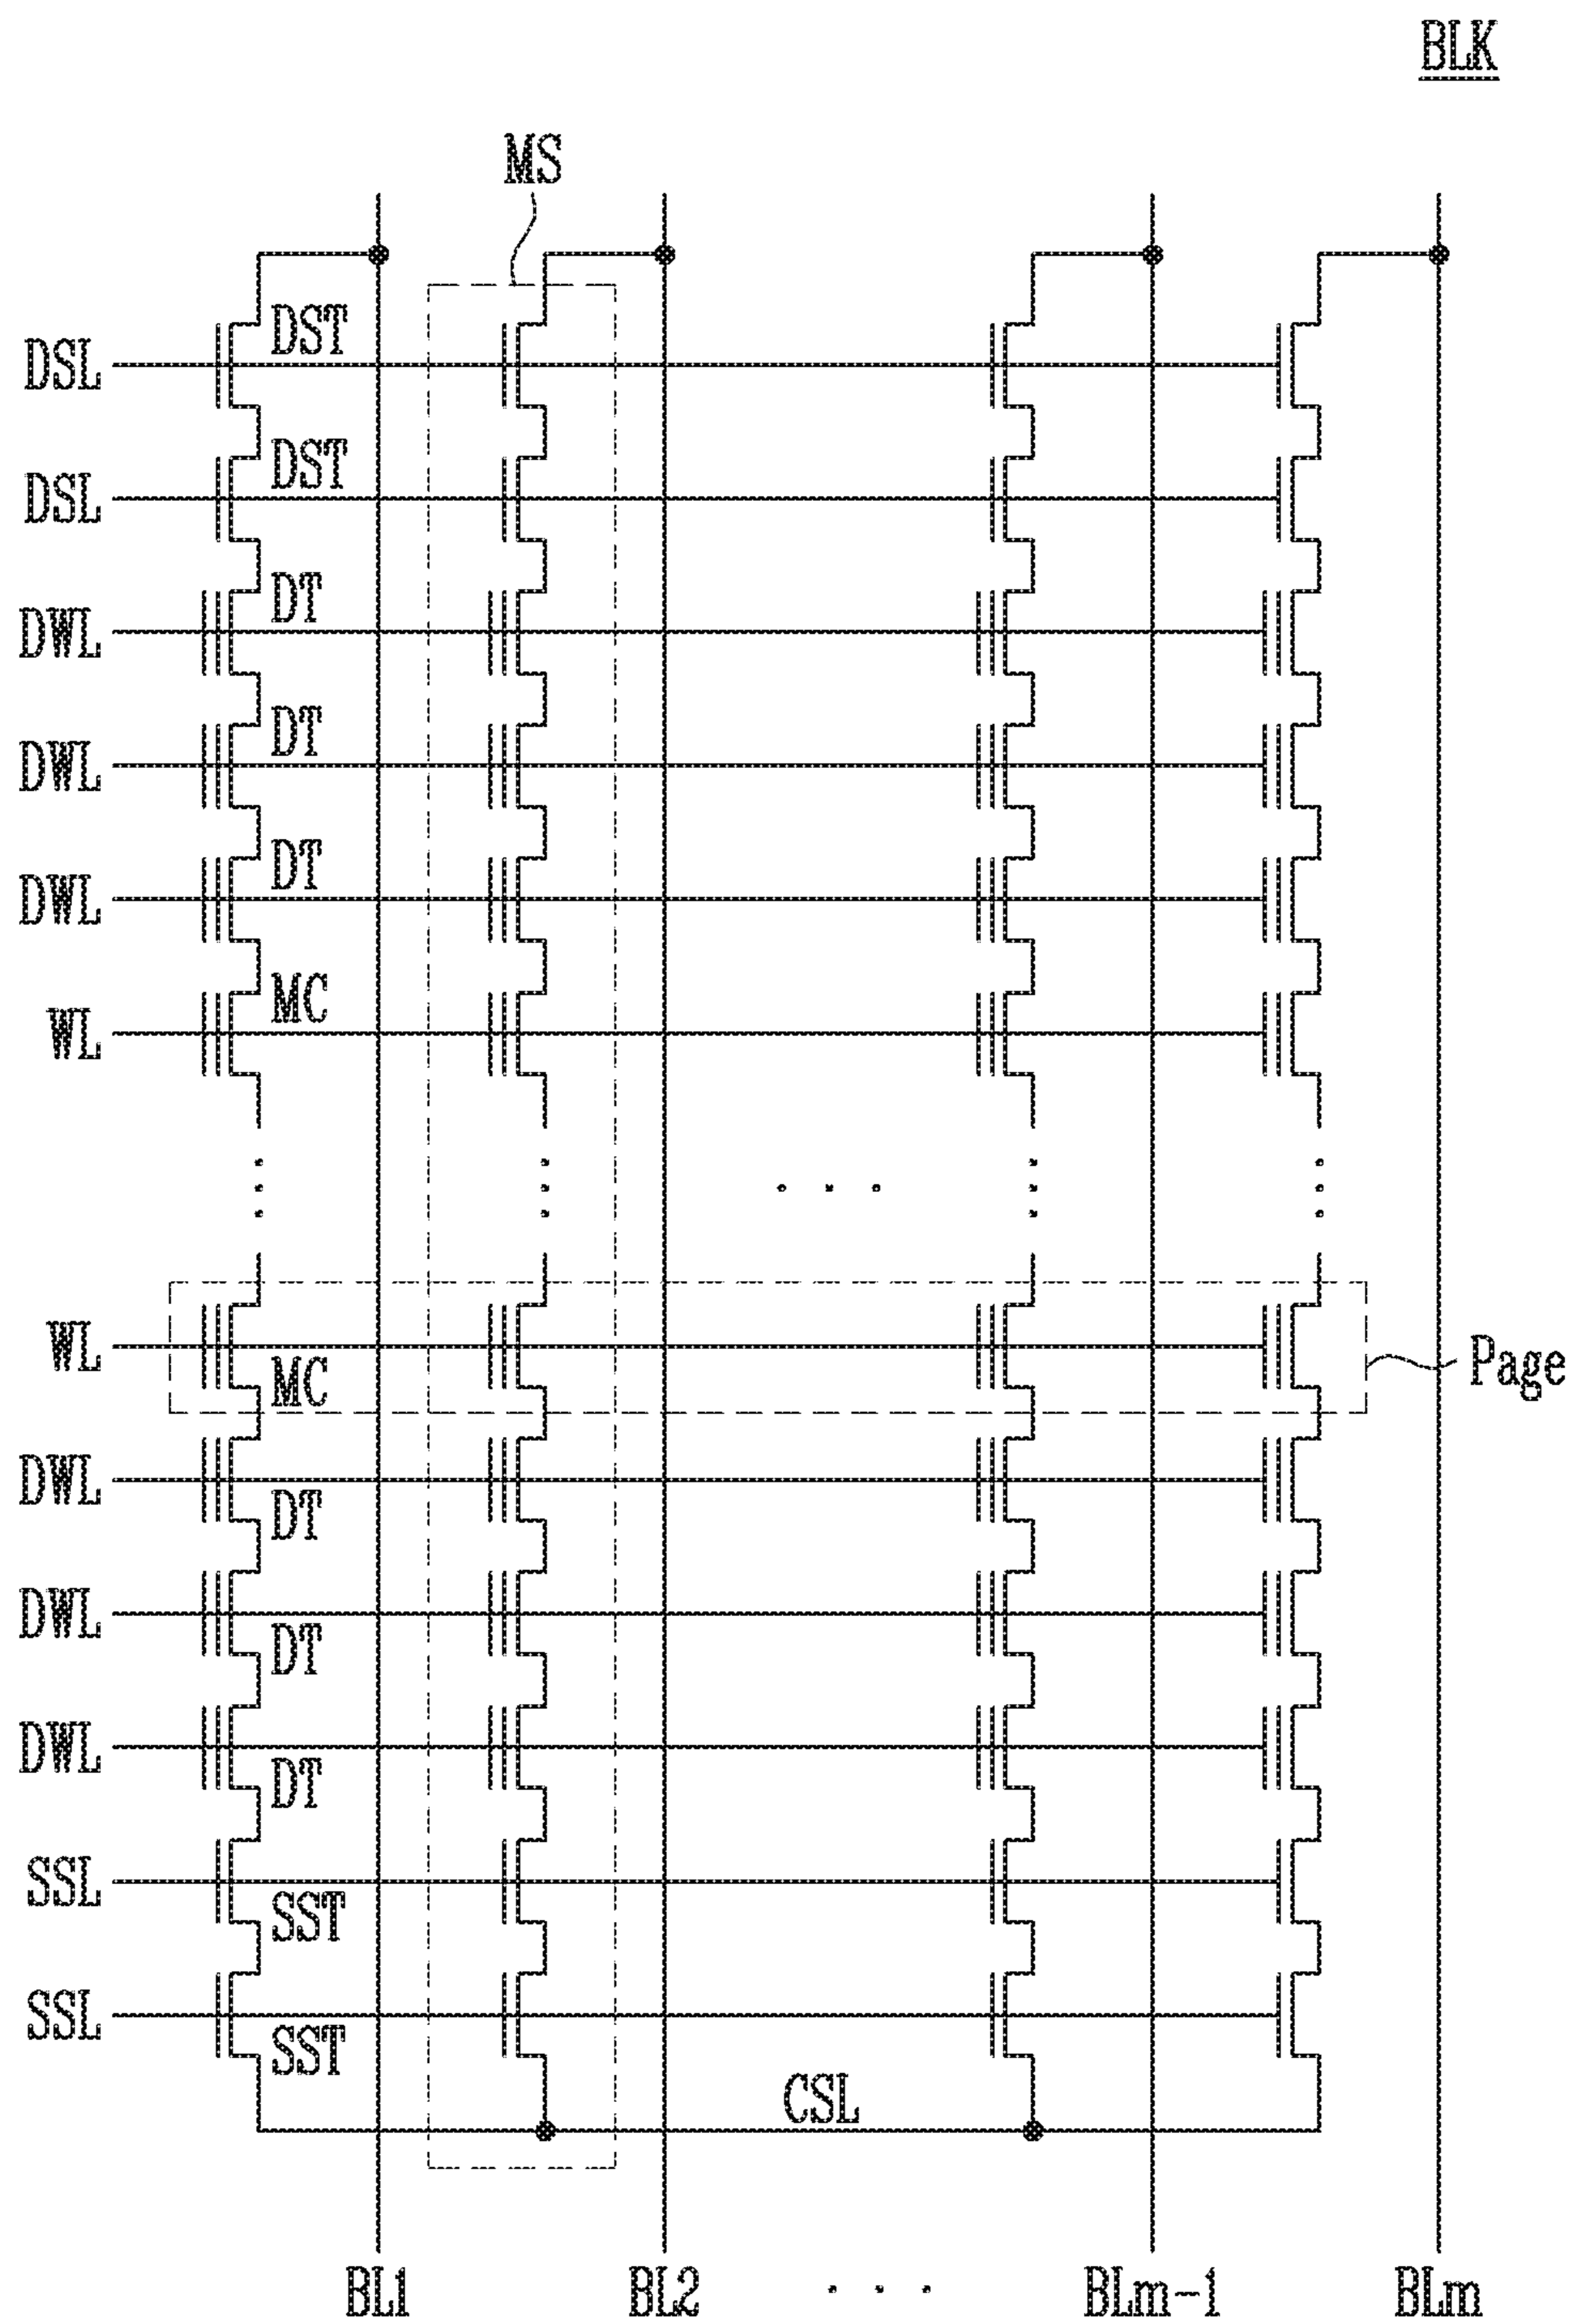 BLK
MS
DST
DSL
DST
DSL
DT
DWL
DT
DWL
DT
DWL
MC
WL
WL
Page
MC
DWL
DT
DWL
DT
DWL
DT
SSL
SST
SSL
SST
CSL
BL1 BL2 . . . BLm-1 BLm